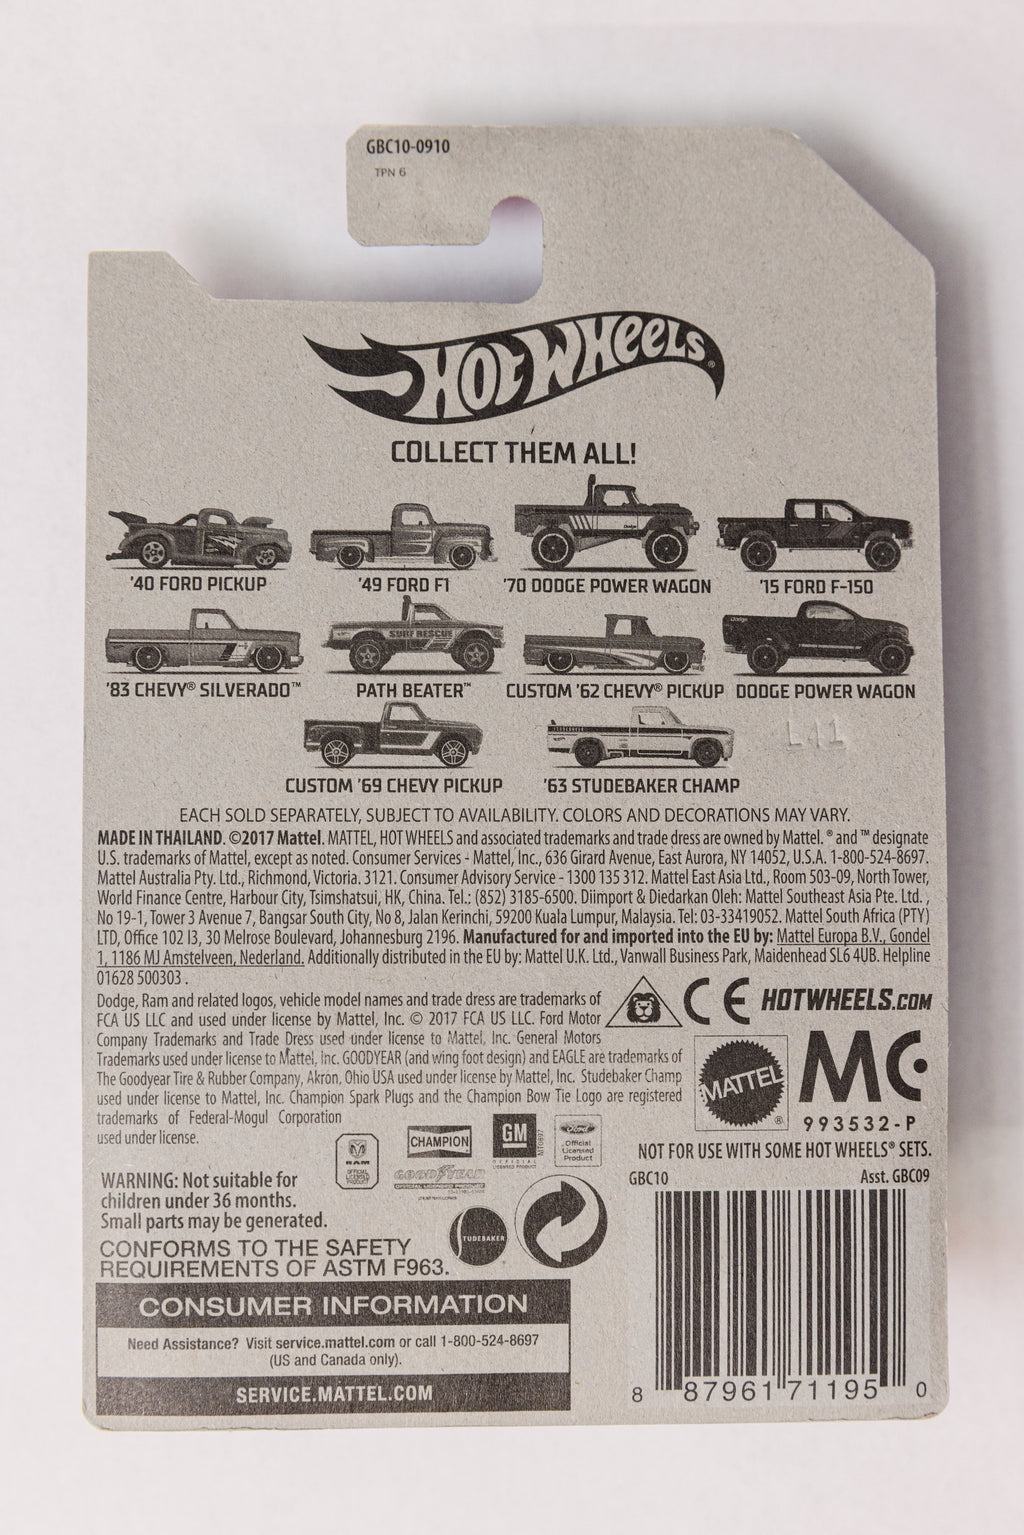 GBC10-0910
TPN 6
HOT WHEELS®
COLLECT THEM ALL!
'40 FORD PICKUP
'49 FORD F1
'70 DODGE POWER WAGON
'15 FORD F-150
SURF RESCUE
'83 CHEVY® SILVERADO™
PATH BEATER™
CUSTOM '62 CHEVY® PICKUP
DODGE POWER WAGON
L41
CUSTOM '69 CHEVY PICKUP
'63 STUDEBAKER CHAMP
EACH SOLD SEPARATELY, SUBJECT TO AVAILABILITY. COLORS AND DECORATIONS MAY VARY.
MADE IN THAILAND. ©2017 Mattel. MATTEL, HOT WHEELS and associated trademarks and trade dress are owned by Mattel. ® and ™ designate
U.S. trademarks of Mattel, except as noted. Consumer Services - Mattel, Inc., 636 Girard Avenue, East Aurora, NY 14052, U.S.A. 1-800-524-8697.
Mattel Australia Pty. Ltd., Richmond, Victoria. 3121. Consumer Advisory Service - 1300 135 312. Mattel East Asia Ltd., Room 503-09, North Tower,
World Finance Centre, Harbour City, Tsimshatsui, HK, China. Tel.: (852) 3185-6500. Diimport & Diedarkan Oleh: Mattel Southeast Asia Pte. Ltd. ,
No 19-1, Tower 3 Avenue 7, Bangsar South City, No 8, Jalan Kerinchi, 59200 Kuala Lumpur, Malaysia. Tel: 03-33419052. Mattel South Africa (PTY)
LTD, Office 102 I3, 30 Melrose Boulevard, Johannesburg 2196. Manufactured for and imported into the EU by: Mattel Europa B.V., Gondel
1, 1186 MJ Amstelveen, Nederland. Additionally distributed in the EU by: Mattel U.K. Ltd., Vanwall Business Park, Maidenhead SL6 4UB. Helpline
01628 500303 .
Dodge, Ram and related logos, vehicle model names and trade dress are trademarks of
FCA US LLC and used under license by Mattel, Inc. © 2017 FCA US LLC. Ford Motor
Company Trademarks and Trade Dress used under license to Mattel, Inc. General Motors
Trademarks used under license to Mattel, Inc. GOODYEAR (and wing foot design) and EAGLE are trademarks of
The Goodyear Tire & Rubber Company, Akron, Ohio USA used under license by Mattel, Inc. Studebaker Champ
used under license to Mattel, Inc. Champion Spark Plugs and the Champion Bow Tie Logo are registered
trademarks of Federal-Mogul Corporation
used under license.
CE
HOTWHEELS.COM
MATTEL®
MC
993532-P
NOT FOR USE WITH SOME HOT WHEELS® SETS.
RAM
CHAMPION
GOODYEAR
GM
OFFICIAL
LICENSED PRODUCT
Ford
Official
Licensed
Product
STUDEBAKER
WARNING: Not suitable for
children under 36 months.
Small parts may be generated.
CONFORMS TO THE SAFETY
REQUIREMENTS OF ASTM F963.
CONSUMER INFORMATION
Need Assistance? Visit service.mattel.com or call 1-800-524-8697
(US and Canada only).
SERVICE.MATTEL.COM
GBC10
Asst. GBC09
8 87961 71195 0